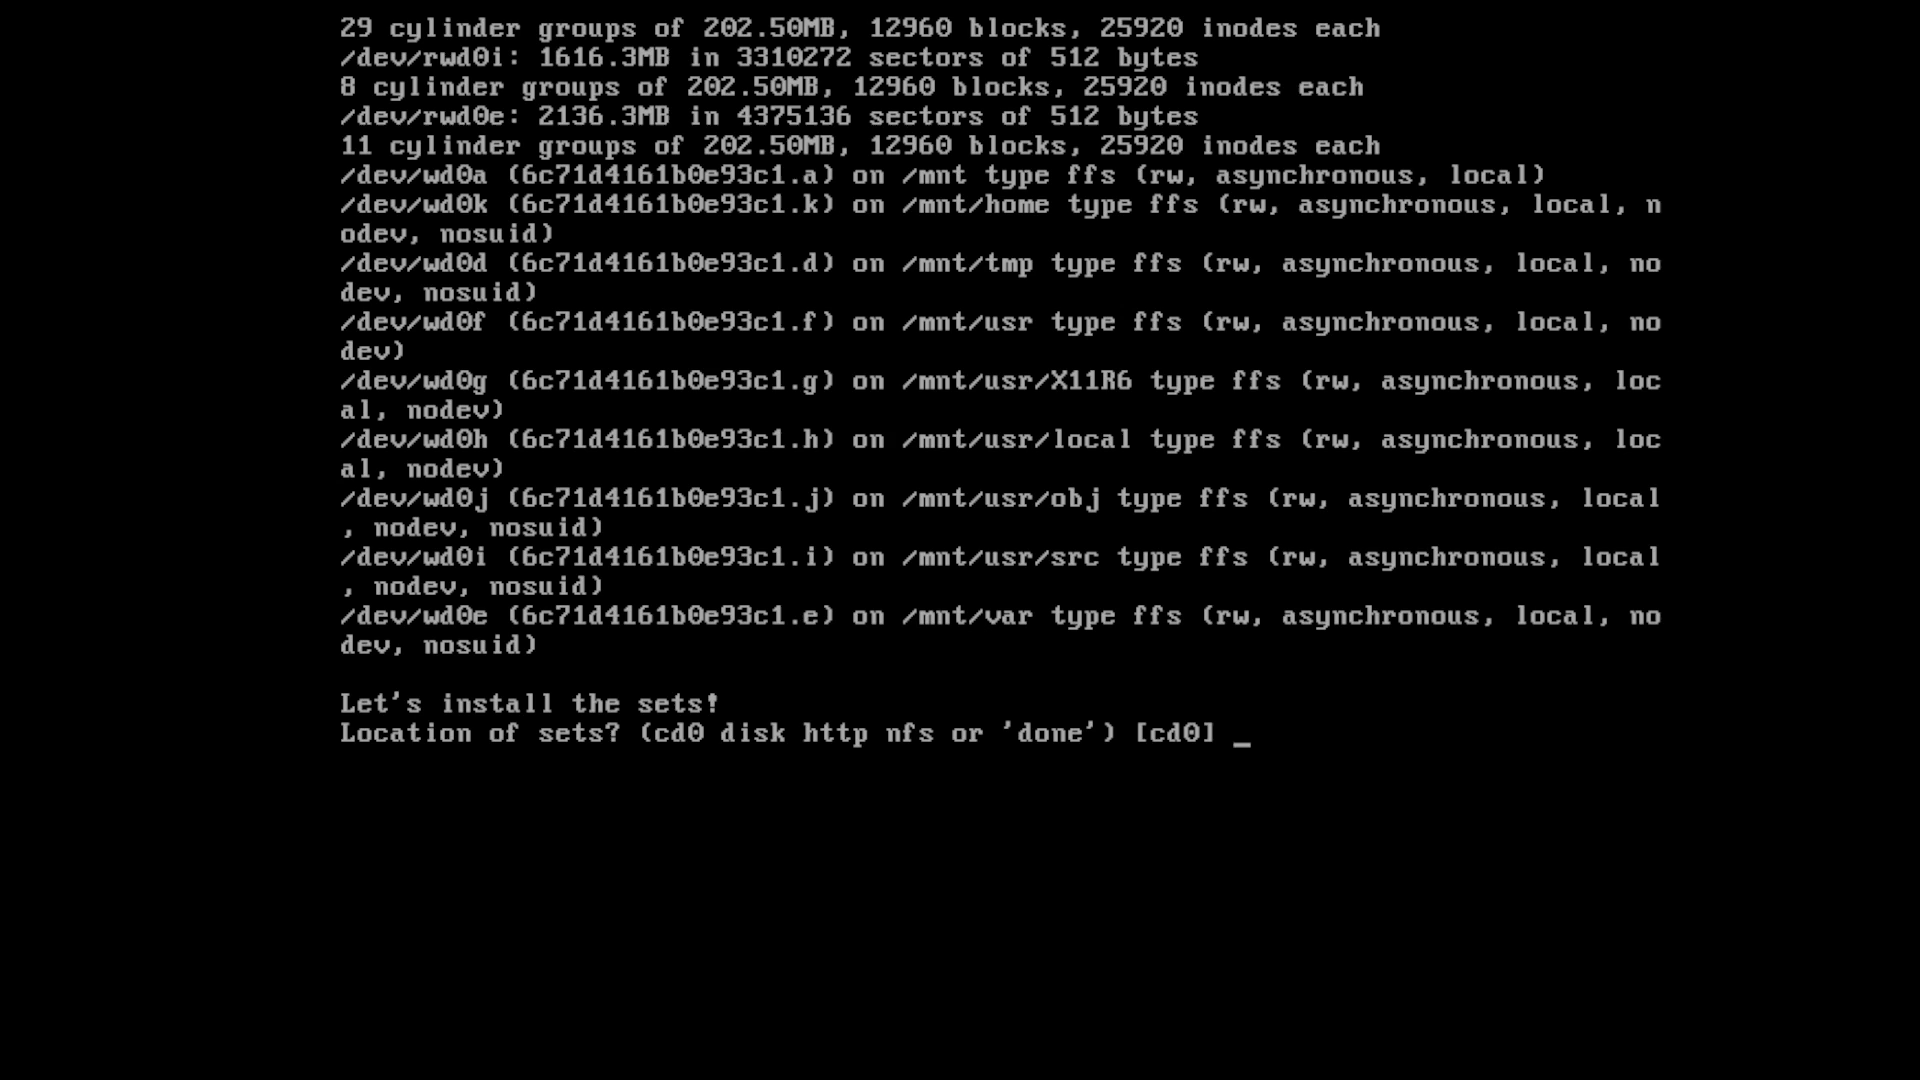 29 cylinder groups of 202.50MB, 12960 blocks, 25920 inodes each
/dev/rwd0i: 1616.3MB in 3310272 sectors of 512 bytes
8 cylinder groups of 202.50MB, 12960 blocks, 25920 inodes each
/dev/rwd0e: 2136.3MB in 4375136 sectors of 512 bytes
11 cylinder groups of 202.50MB, 12960 blocks, 25920 inodes each
/dev/wd0a (6c71d4161b0e93c1.a) on /mnt type ffs (rw, asynchronous, local)
/dev/wd0k (6c71d4161b0e93c1.k) on /mnt/home type ffs (rw, asynchronous, local, n
odev, nosuid)
/dev/wd0d (6c71d4161b0e93c1.d) on /mnt/tmp type ffs (rw, asynchronous, local, no
dev, nosuid)
/dev/wd0f (6c71d4161b0e93c1.f) on /mnt/usr type ffs (rw, asynchronous, local, no
dev)
/dev/wd0g (6c71d4161b0e93c1.g) on /mnt/usr/X11R6 type ffs (rw, asynchronous, loc
al, nodev)
/dev/wd0h (6c71d4161b0e93c1.h) on /mnt/usr/local type ffs (rw, asynchronous, loc
al, nodev)
/dev/wd0j (6c71d4161b0e93c1.j) on /mnt/usr/obj type ffs (rw, asynchronous, local
, nodev, nosuid)
/dev/wd0i (6c71d4161b0e93c1.i) on /mnt/usr/src type ffs (rw, asynchronous, local
, nodev, nosuid)
/dev/wd0e (6c71d4161b0e93c1.e) on /mnt/var type ffs (rw, asynchronous, local, no
dev, nosuid)
Let's install the sets!
Location of sets? (cd0 disk http nfs or 'done') [cd0] _